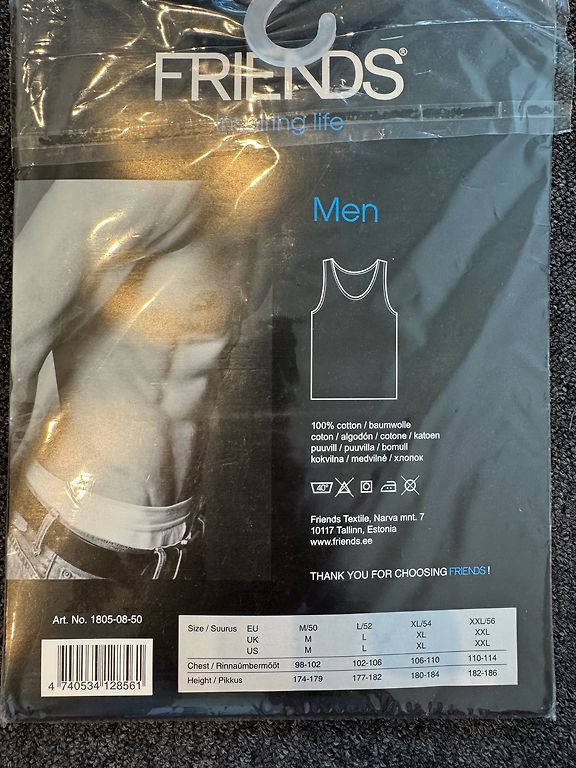 FRIENDS®
inspiring life
Men
100% cotton / baumwolle
coton / algodón / cotone / katoen
puuvill / puuvilla / bomull
kokvilna / medvilnė / хлопок
40°
Friends Textile, Narva mnt. 7
10117 Tallinn, Estonia
www.friends.ee
THANK YOU FOR CHOOSING FRIENDS !
Art. No. 1805-08-50
4 740534 128561
Size / Suurus EU M/50 L/52 XL/54 XXL/56
UK M L XL XXL
US M L XL XXL
Chest / Rinnaümbermõõt 98-102 102-106 106-110 110-114
Height / Pikkus 174-179 177-182 180-184 182-186